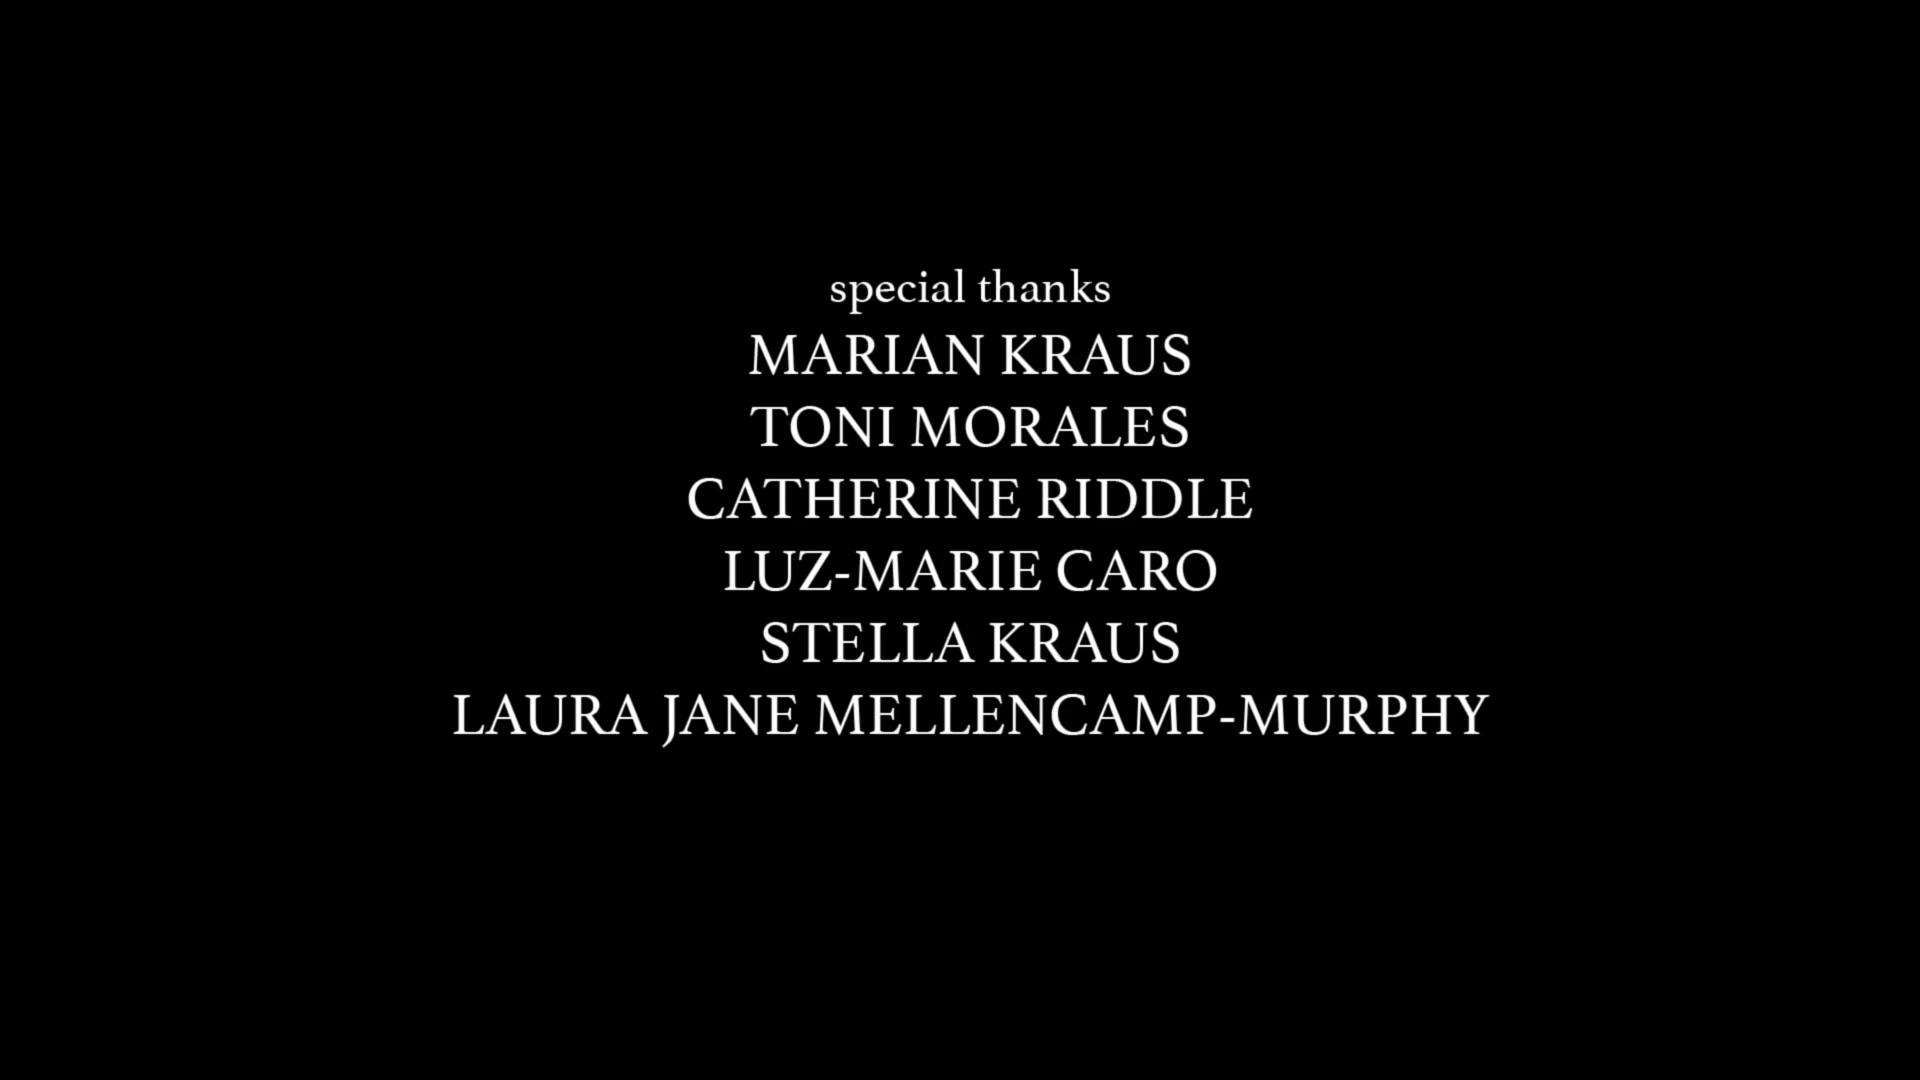 special thanks
MARIAN KRAUS
TONI MORALES
CATHERINE RIDDLE
LUZ-MARIE CARO
STELLA KRAUS
LAURA JANE MELLENCAMP-MURPHY